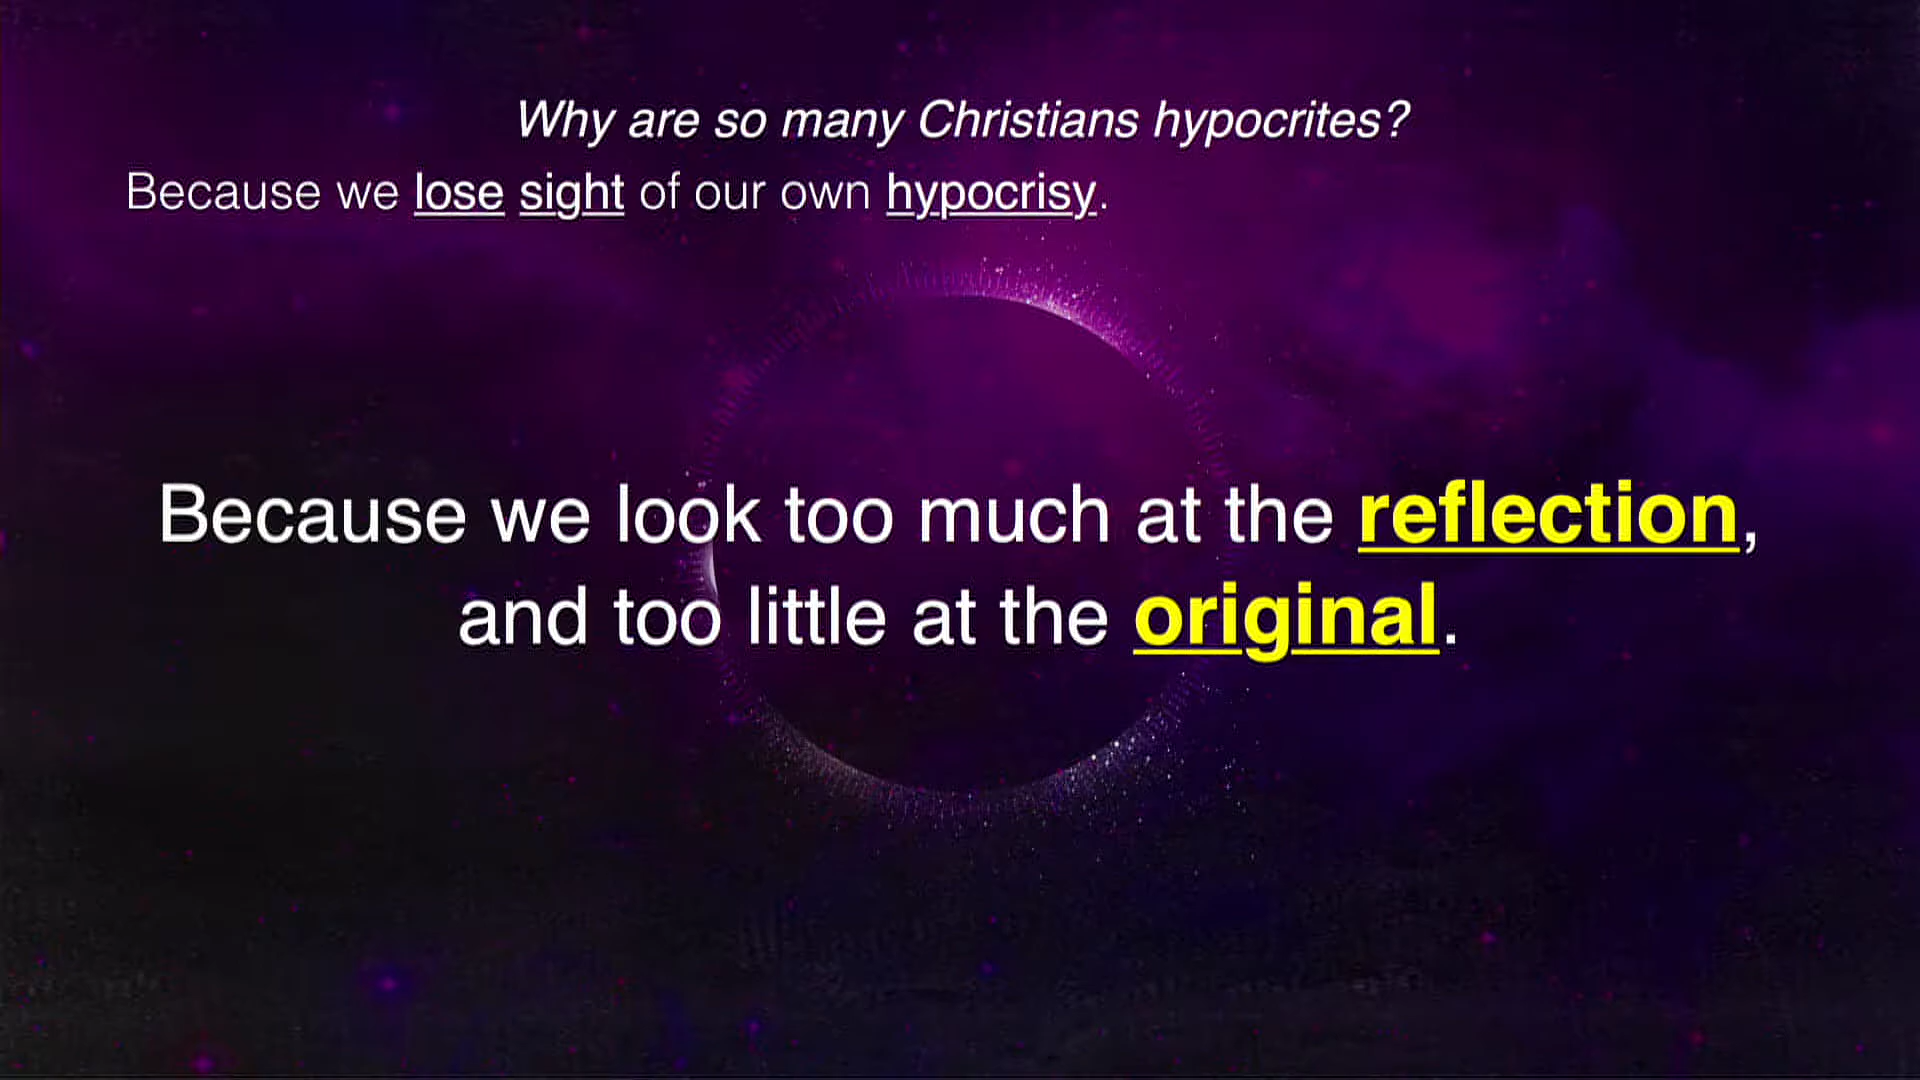 Why are so many Christians hypocrites?
Because we lose sight of our own hypocrisy.
Because we look too much at the reflection,
and too little at the original.